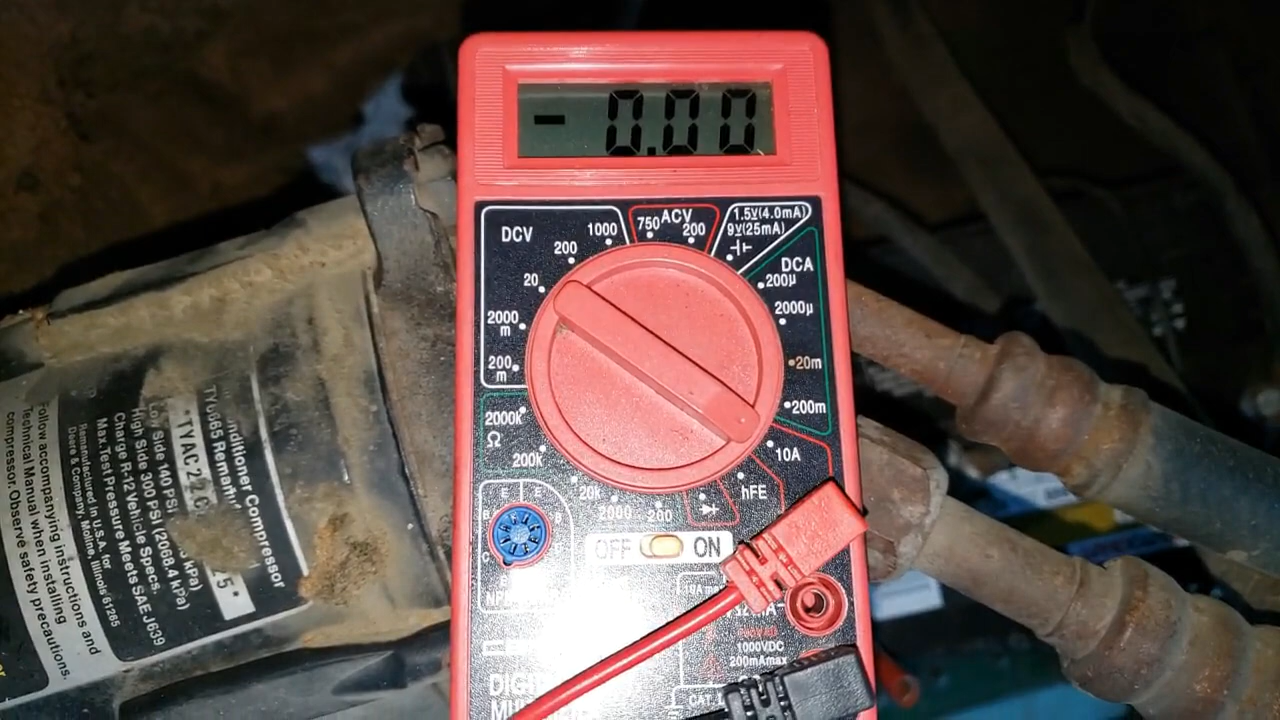 - 0.00
DCV
1000
750
ACV
200
1.5V(4.0mA)
9V(25mA)
200
20
2000
m
200
m
2000k
Ω
200k
20k
2000
200
hFE
10A
DCA
200μ
2000μ
20m
200m
OFF
ON
E E
B
C
1000VDC
200mAmax
CAT
DIGI
Conditioner Compressor
Low Side 140 PSI
High Side 300 PSI (2068.4 kPa)
Charge R-12 Vehicle Specs.
Max.Test Pressure Meets SAE J639
Remanufactured in U.S.A. for
Deere & Company, Moline, Illinois 61265
Follow accompanying instructions and
Technical Manual when installing
compressor. Observe safety precautions.